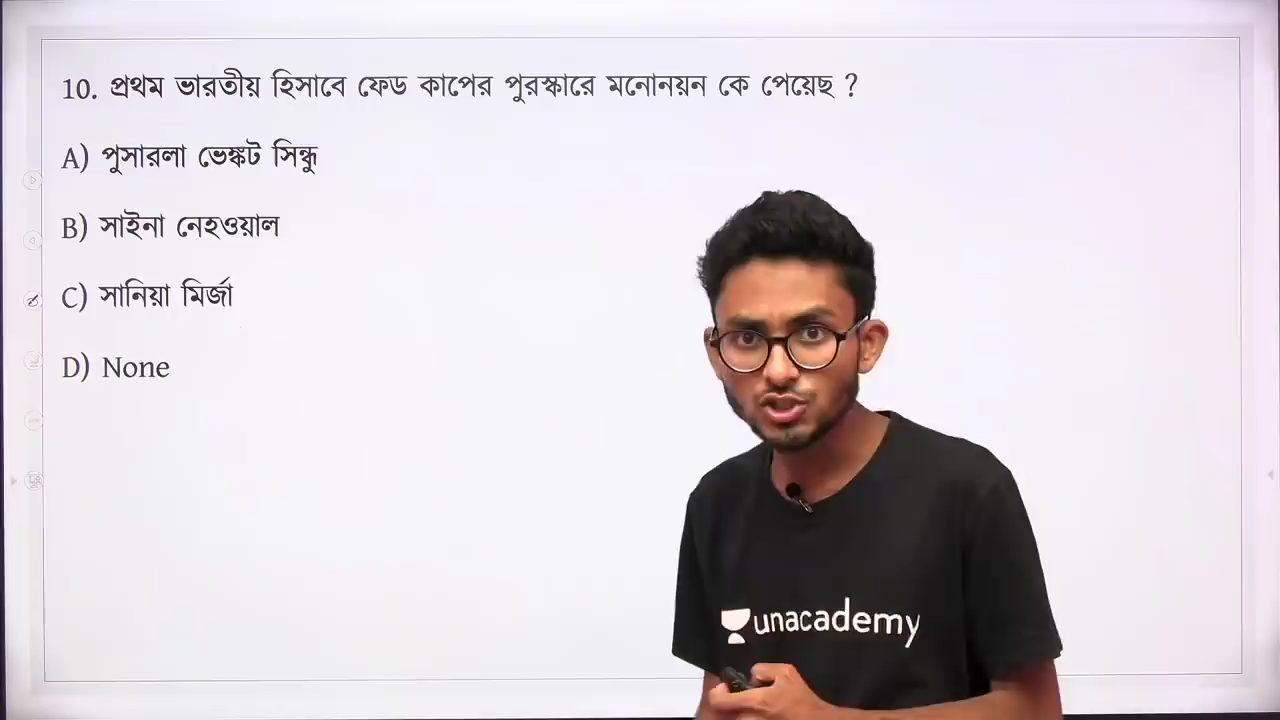 10. প্রথম ভারতীয় হিসাবে ফেড কাপের পুরস্কারে মনোনয়ন কে পেয়েছ ?
A) পুসারলা ভেঙ্কট সিন্ধু
B) সাইনা নেহওয়াল
C) সানিয়া মির্জা
D) None
unacademy